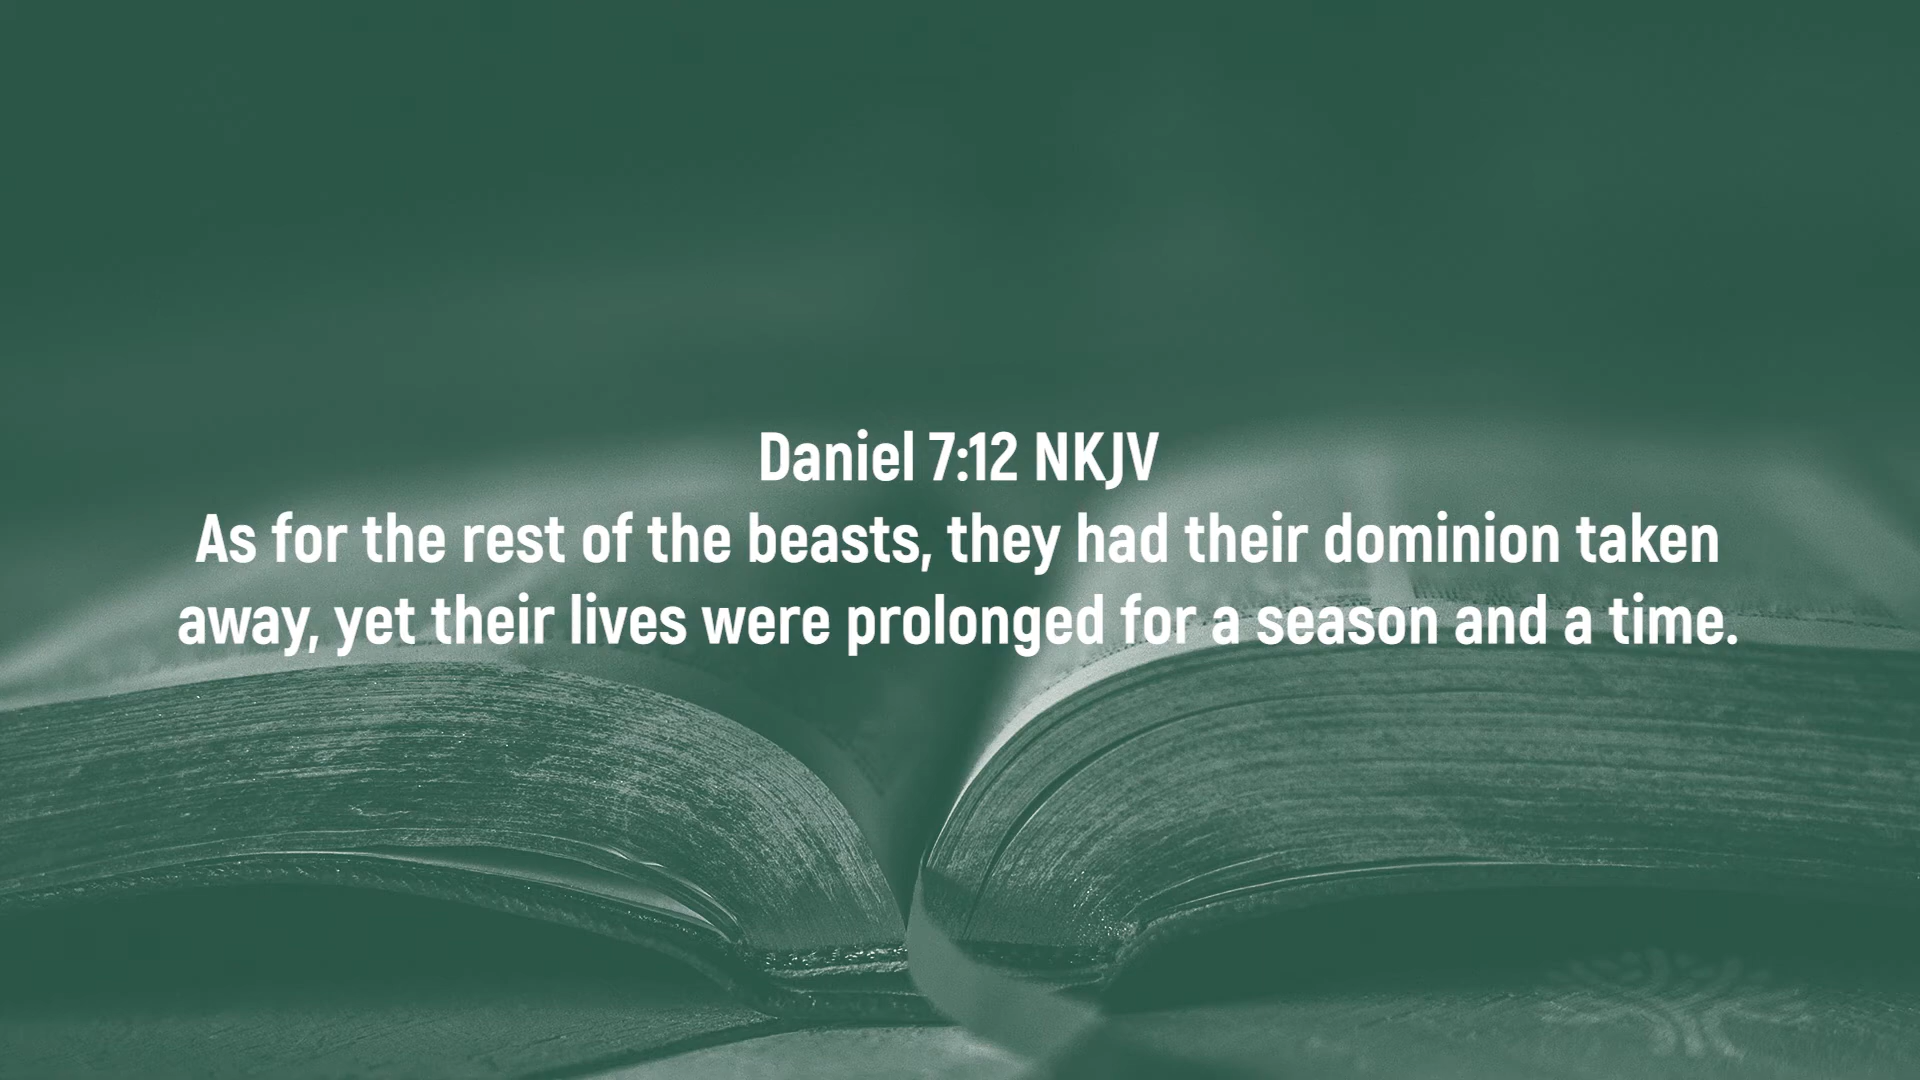 Daniel 7:12 NKJV
As for the rest of the beasts, they had their dominion taken
away, yet their lives were prolonged for a season and a time.